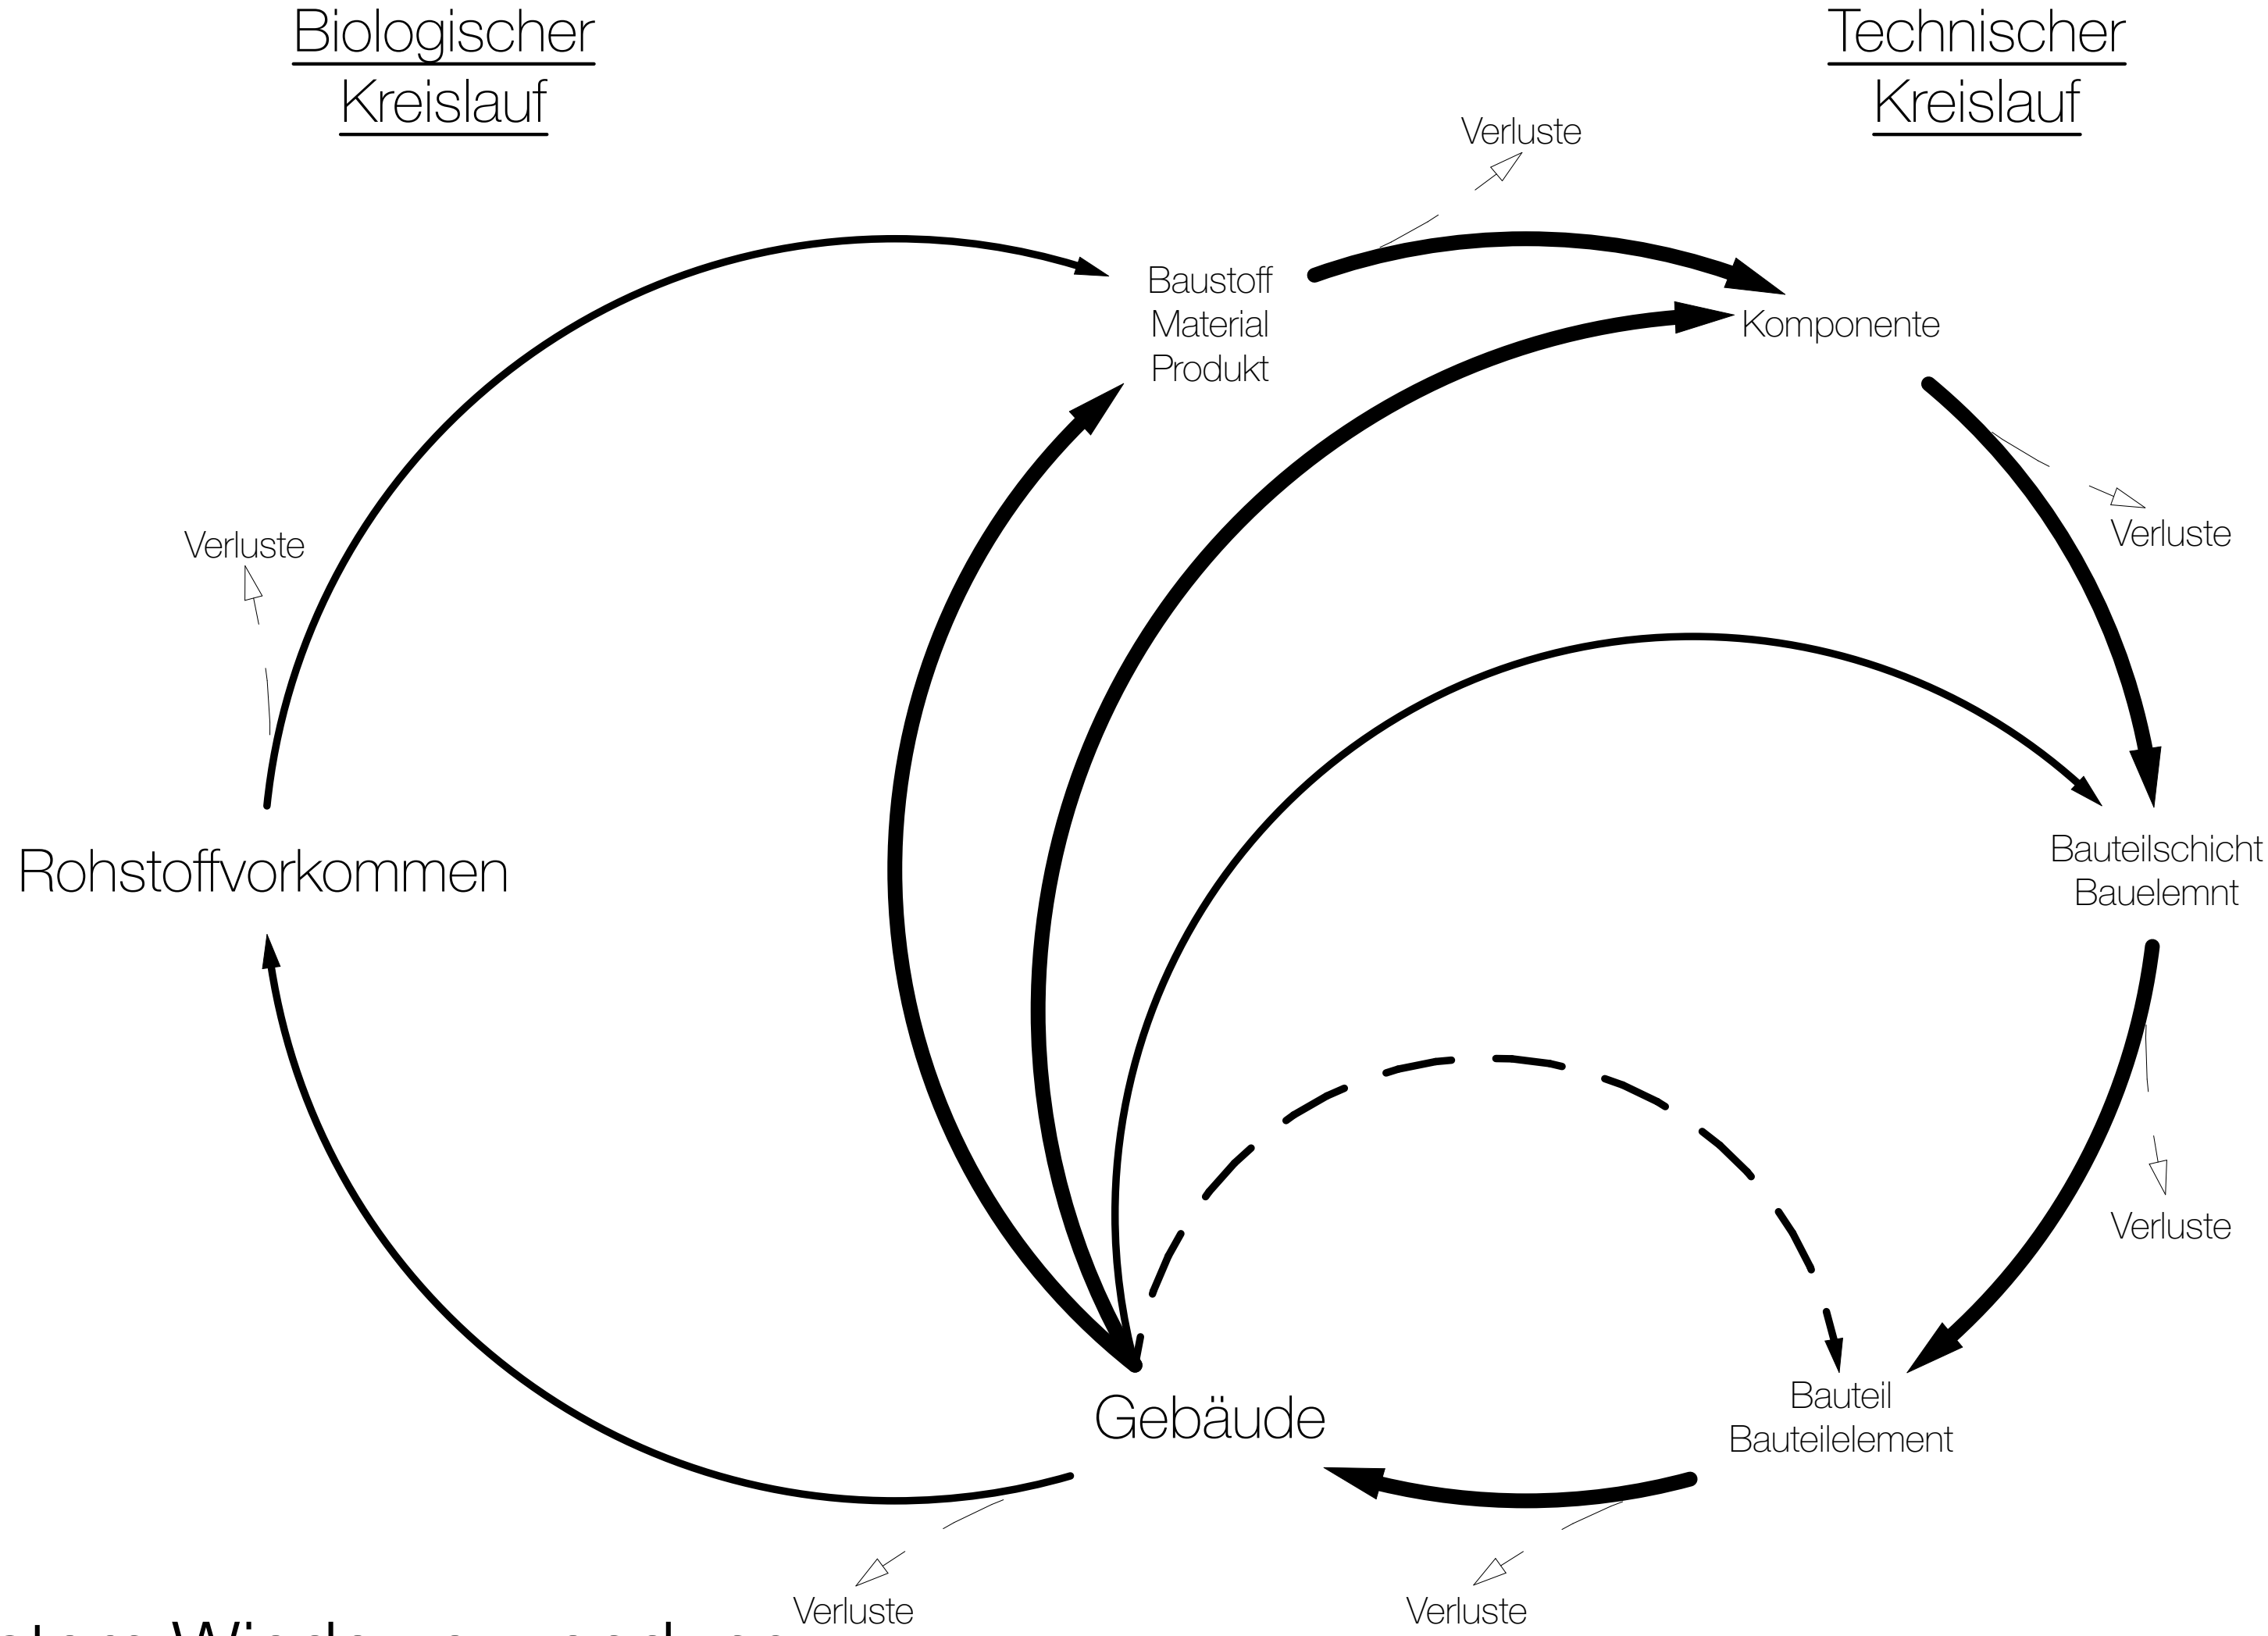 Biologischer
Kreislauf
Technischer
Kreislauf
Verluste
Baustoff
Material
Produkt
Komponente
Verluste
Verluste
Rohstoffvorkommen
Bauteilschicht
Bauelemnt
Verluste
Gebäude
Bauteil
Bauteilelement
Verluste
Verluste